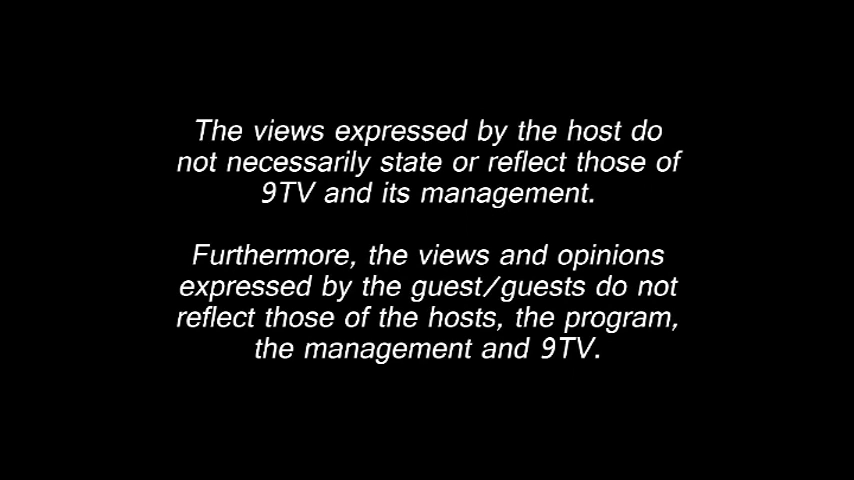 The views expressed by the host do
not necessarily state or reflect those of
9TV and its management.
Furthermore, the views and opinions
expressed by the guest/guests do not
reflect those of the hosts, the program,
the management and 9TV.